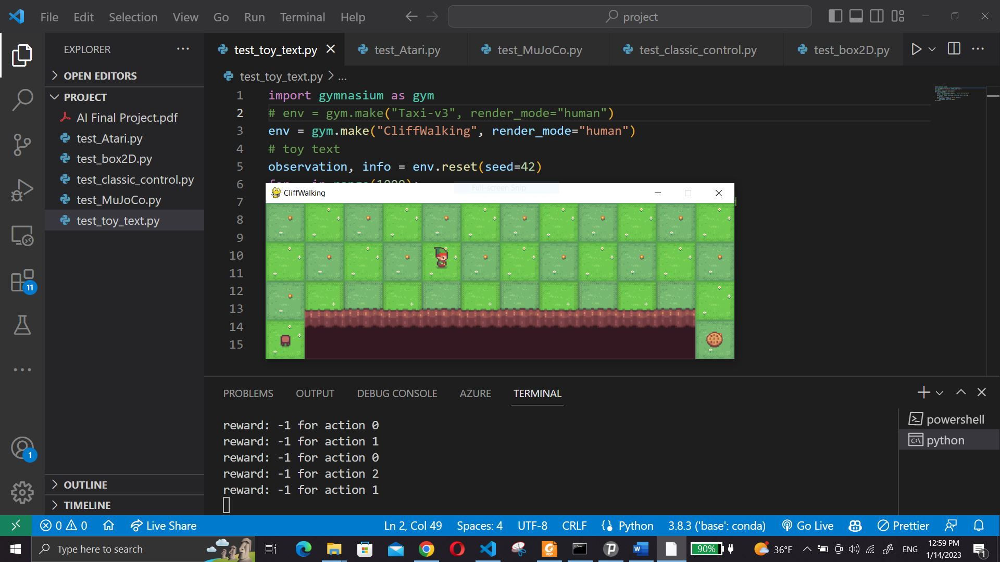 File Edit Selection View Go Run Terminal Help
project
EXPLORER
OPEN EDITORS
PROJECT
AI Final Project.pdf
test_Atari.py
test_box2D.py
test_classic_control.py
test_MuJoCo.py
test_toy_text.py
OUTLINE
TIMELINE
11
1
test_toy_text.py
test_Atari.py
test_MuJoCo.py
test_classic_control.py
test_box2D.py
test_toy_text.py > ...
1 import gymnasium as gym
2 # env = gym.make("Taxi-v3", render_mode="human")
3 env = gym.make("CliffWalking", render_mode="human")
4 # toy text
5 observation, info = env.reset(seed=42)
6
7
8
9
10
11
12
13
14
15
CliffWalking
Full-screen Snip
PROBLEMS OUTPUT DEBUG CONSOLE AZURE TERMINAL
reward: -1 for action 0
reward: -1 for action 1
reward: -1 for action 0
reward: -1 for action 2
reward: -1 for action 1
powershell
python
0 0 Live Share Ln 2, Col 49 Spaces: 4 UTF-8 CRLF Python 3.8.3 ('base': conda) Go Live Prettier
Type here to search 90% 36°F ENG 12:59 PM
1/14/2023
1